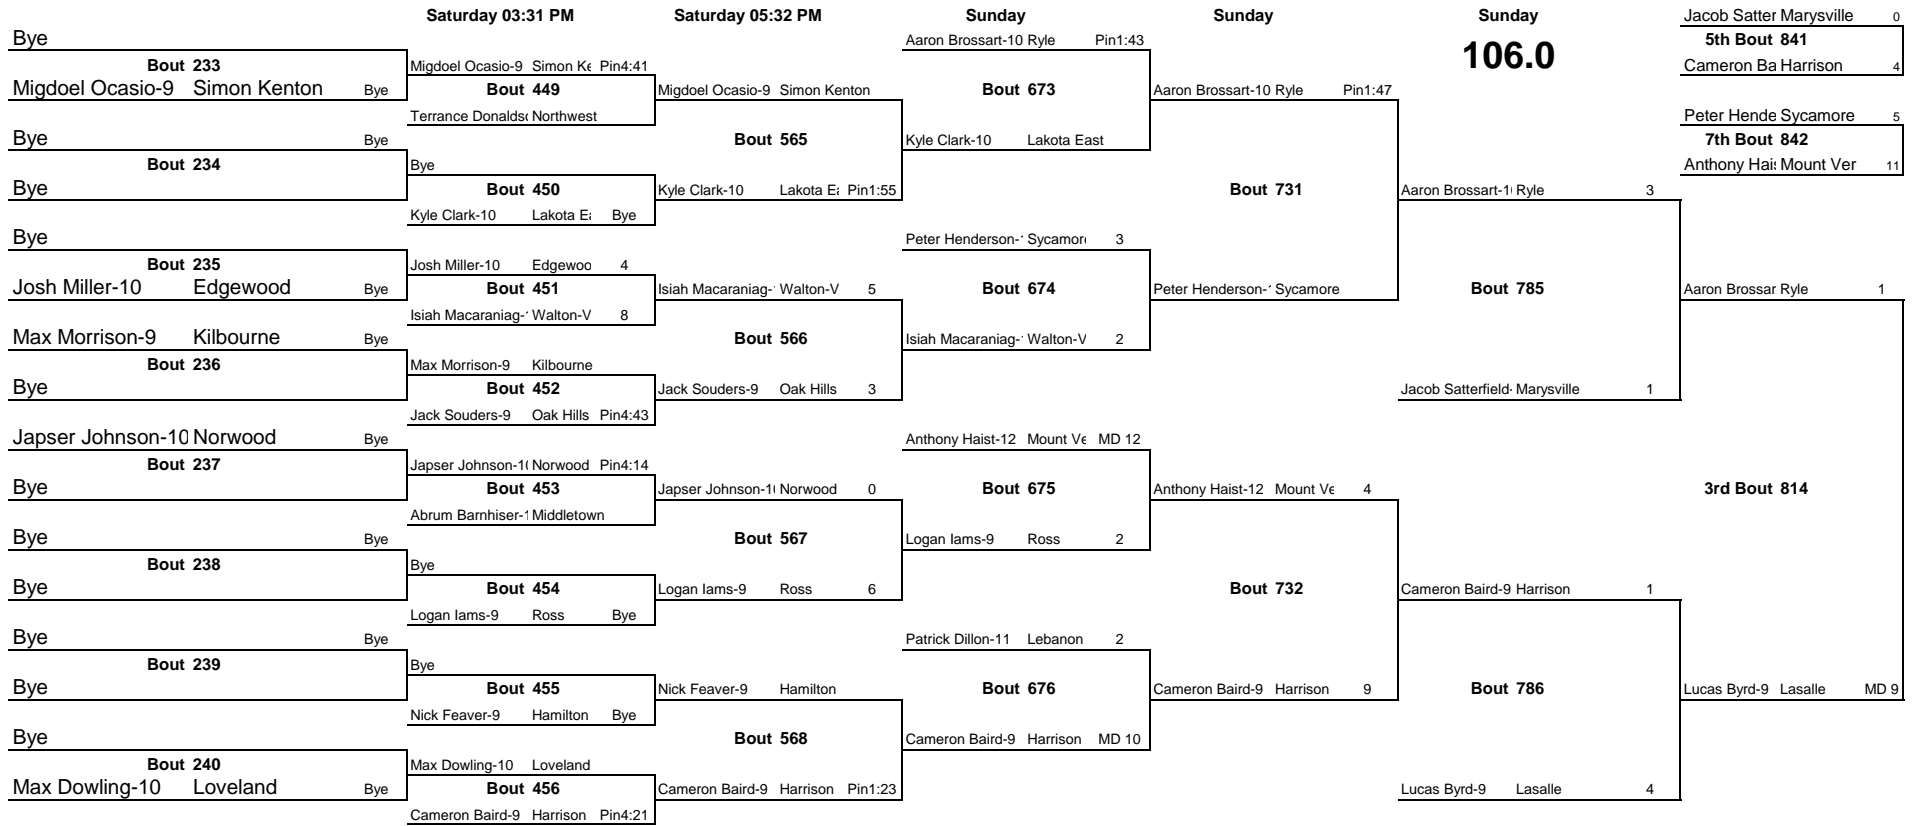 Saturday 03:31 PM Saturday 05:32 PM Sunday Sunday Sunday
106.0
Bye
Bout 233
Migdoel Ocasio-9 Simon Kenton Bye
Bye Bye
Bout 234
Bye
Bye
Bout 235
Josh Miller-10 Edgewood Bye
Max Morrison-9 Kilbourne Bye
Bout 236
Bye
Japser Johnson-10 Norwood Bye
Bout 237
Bye
Bye Bye
Bout 238
Bye
Bye Bye
Bout 239
Bye
Bye
Bout 240
Max Dowling-10 Loveland Bye
Migdoel Ocasio-9 Simon Ke Pin4:41
Bout 449
Terrance Donaldsc Northwest
Bye
Bout 450
Kyle Clark-10 Lakota Ea Bye
Josh Miller-10 Edgewoo 4
Bout 451
Isiah Macaraniag-1 Walton-V 8
Max Morrison-9 Kilbourne
Bout 452
Jack Souders-9 Oak Hills Pin4:43
Japser Johnson-10 Norwood Pin4:14
Bout 453
Abrum Barnhiser-1 Middletown
Bye
Bout 454
Logan Iams-9 Ross Bye
Bye
Bout 455
Nick Feaver-9 Hamilton Bye
Max Dowling-10 Loveland
Bout 456
Cameron Baird-9 Harrison Pin4:21
Migdoel Ocasio-9 Simon Kenton
Bout 565
Kyle Clark-10 Lakota Ea Pin1:55
Isiah Macaraniag- Walton-V 5
Bout 566
Jack Souders-9 Oak Hills 3
Japser Johnson-10 Norwood 0
Bout 567
Logan Iams-9 Ross 6
Nick Feaver-9 Hamilton
Bout 568
Cameron Baird-9 Harrison Pin1:23
Aaron Brossart-10 Ryle Pin1:43
Bout 673
Kyle Clark-10 Lakota East
Peter Henderson-1 Sycamore 3
Bout 674
Isiah Macaraniag- Walton-V 2
Anthony Haist-12 Mount Ve MD 12
Bout 675
Logan Iams-9 Ross 2
Patrick Dillon-11 Lebanon 2
Bout 676
Cameron Baird-9 Harrison MD 10
Aaron Brossart-10 Ryle Pin1:47
Bout 731
Peter Henderson-1 Sycamore
Anthony Haist-12 Mount Ve 4
Bout 732
Cameron Baird-9 Harrison 9
Aaron Brossart-1 Ryle 3
Bout 785
Jacob Satterfield- Marysville 1
Cameron Baird-9 Harrison 1
Bout 786
Lucas Byrd-9 Lasalle 4
Jacob Satter Marysville 0
5th Bout 841
Cameron Ba Harrison 4
Peter Hende Sycamore 5
7th Bout 842
Anthony Hais Mount Ver 11
Aaron Brossar Ryle 1
3rd Bout 814
Lucas Byrd-9 Lasalle MD 9